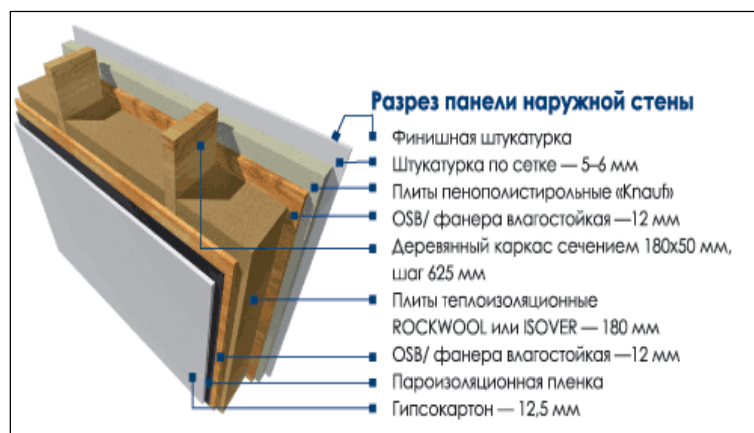 Разрез панели наружной стены
Финишная штукатурка
Штукатурка по сетке — 5–6 мм
Плиты пенополистирольные «Knauf»
OSB/ фанера влагостойкая —12 мм
Деревянный каркас сечением 180х50 мм,
шаг 625 мм
Плиты теплоизоляционные
ROCKWOOL или ISOVER — 180 мм
OSB/ фанера влагостойкая —12 мм
Пароизоляционная пленка
Гипсокартон — 12,5 мм